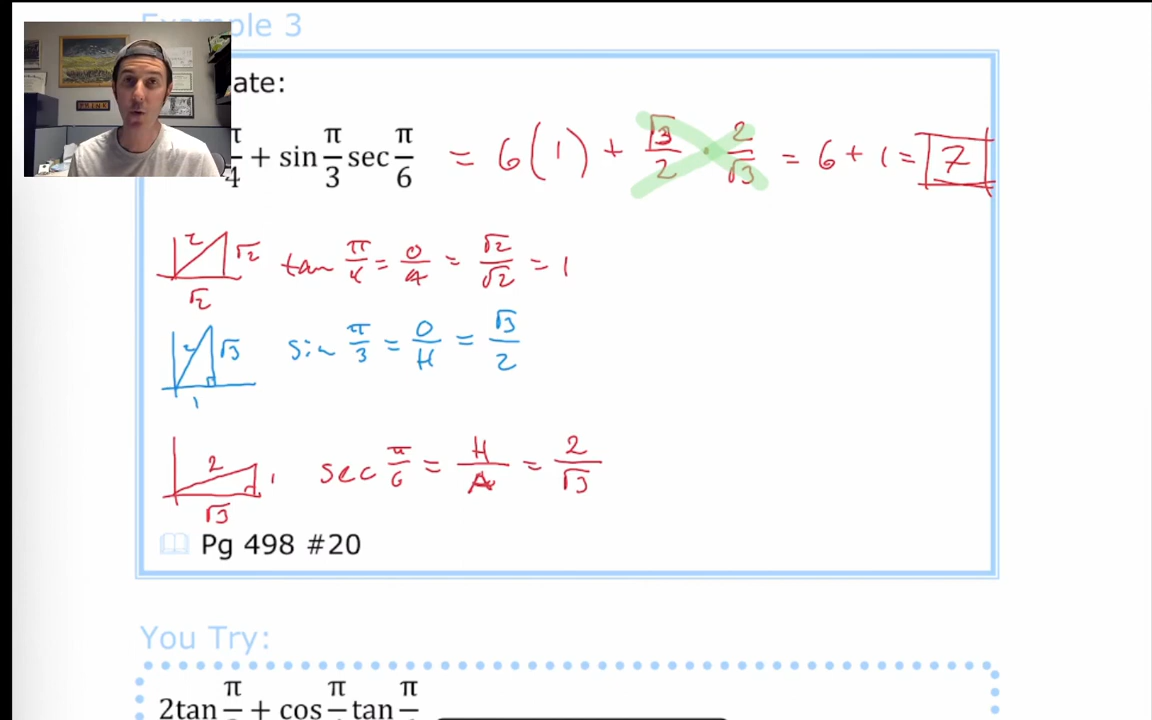 Example 3
ate:
π/4 + sin π/3 sec π/6 = 6(1) + √3/2 · 2/√3 = 6 + 1 = 7
2 √2 √2 tan π/4 = O/A = √2/√2 = 1
2 √3 1 sin π/3 = O/H = √3/2
2 1 √3 sec π/6 = H/A = 2/√3
Pg 498 #20
You Try:
2tan π + cos π tan π